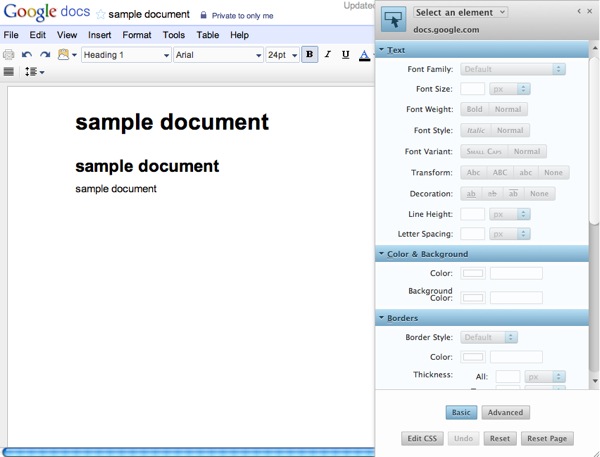 Google docs sample document Private to only me Updated
File Edit View Insert Format Tools Table Help
Heading 1 Arial 24pt B I U A
sample document
sample document
sample document
Select an element
docs.google.com
Text
Font Family: Default
Font Size: px
Font Weight: Bold Normal
Font Style: Italic Normal
Font Variant: Small Caps Normal
Transform: Abc ABC abc None
Decoration: ab ab ab None
Line Height: px
Letter Spacing: px
Color & Background
Color:
Background
Color:
Borders
Border Style: Default
Color:
Thickness: All: px
Basic Advanced
Edit CSS Undo Reset Reset Page